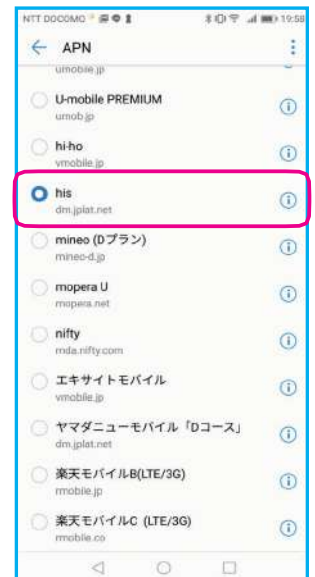 NTT DOCOMO 19:58
APN
umobile.jp
U-mobile PREMIUM
umob.jp
hi-ho
vmobile.jp
his
dm.jplat.net
mineo (Dプラン)
mineo-d.jp
mopera U
mopera.net
nifty
mda.nifty.com
エキサイトモバイル
vmobile.jp
ヤマダニューモバイル「Dコース」
dm.jplat.net
楽天モバイルB(LTE/3G)
rmobile.jp
楽天モバイルC (LTE/3G)
rmobile.co